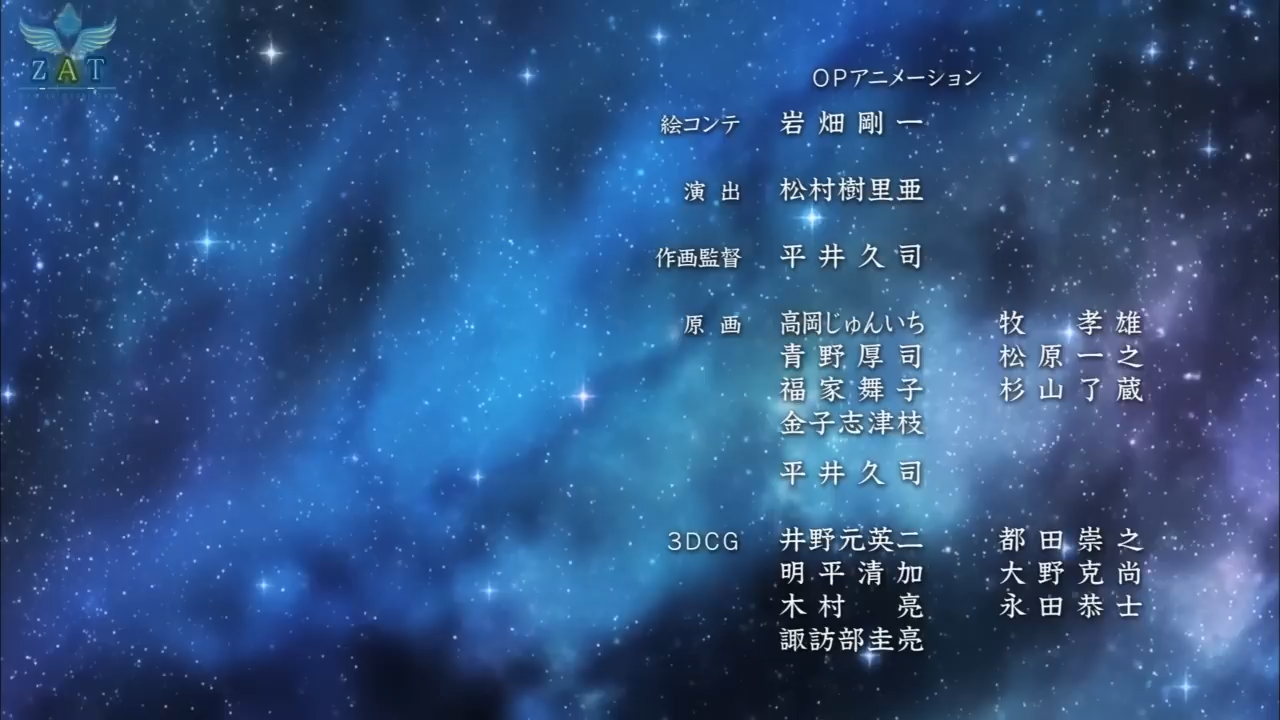 ZAT
OPアニメーション
絵コンテ 岩畑剛一
演出 松村樹里亜
作画監督 平井久司
原画 高岡じゅんいち 牧 孝雄
青野厚司 松原一之
福家舞子 杉山了蔵
金子志津枝
平井久司
3DCG 井野元英二 都田崇之
明平清加 大野克尚
木村 亮 永田恭士
諏訪部圭亮